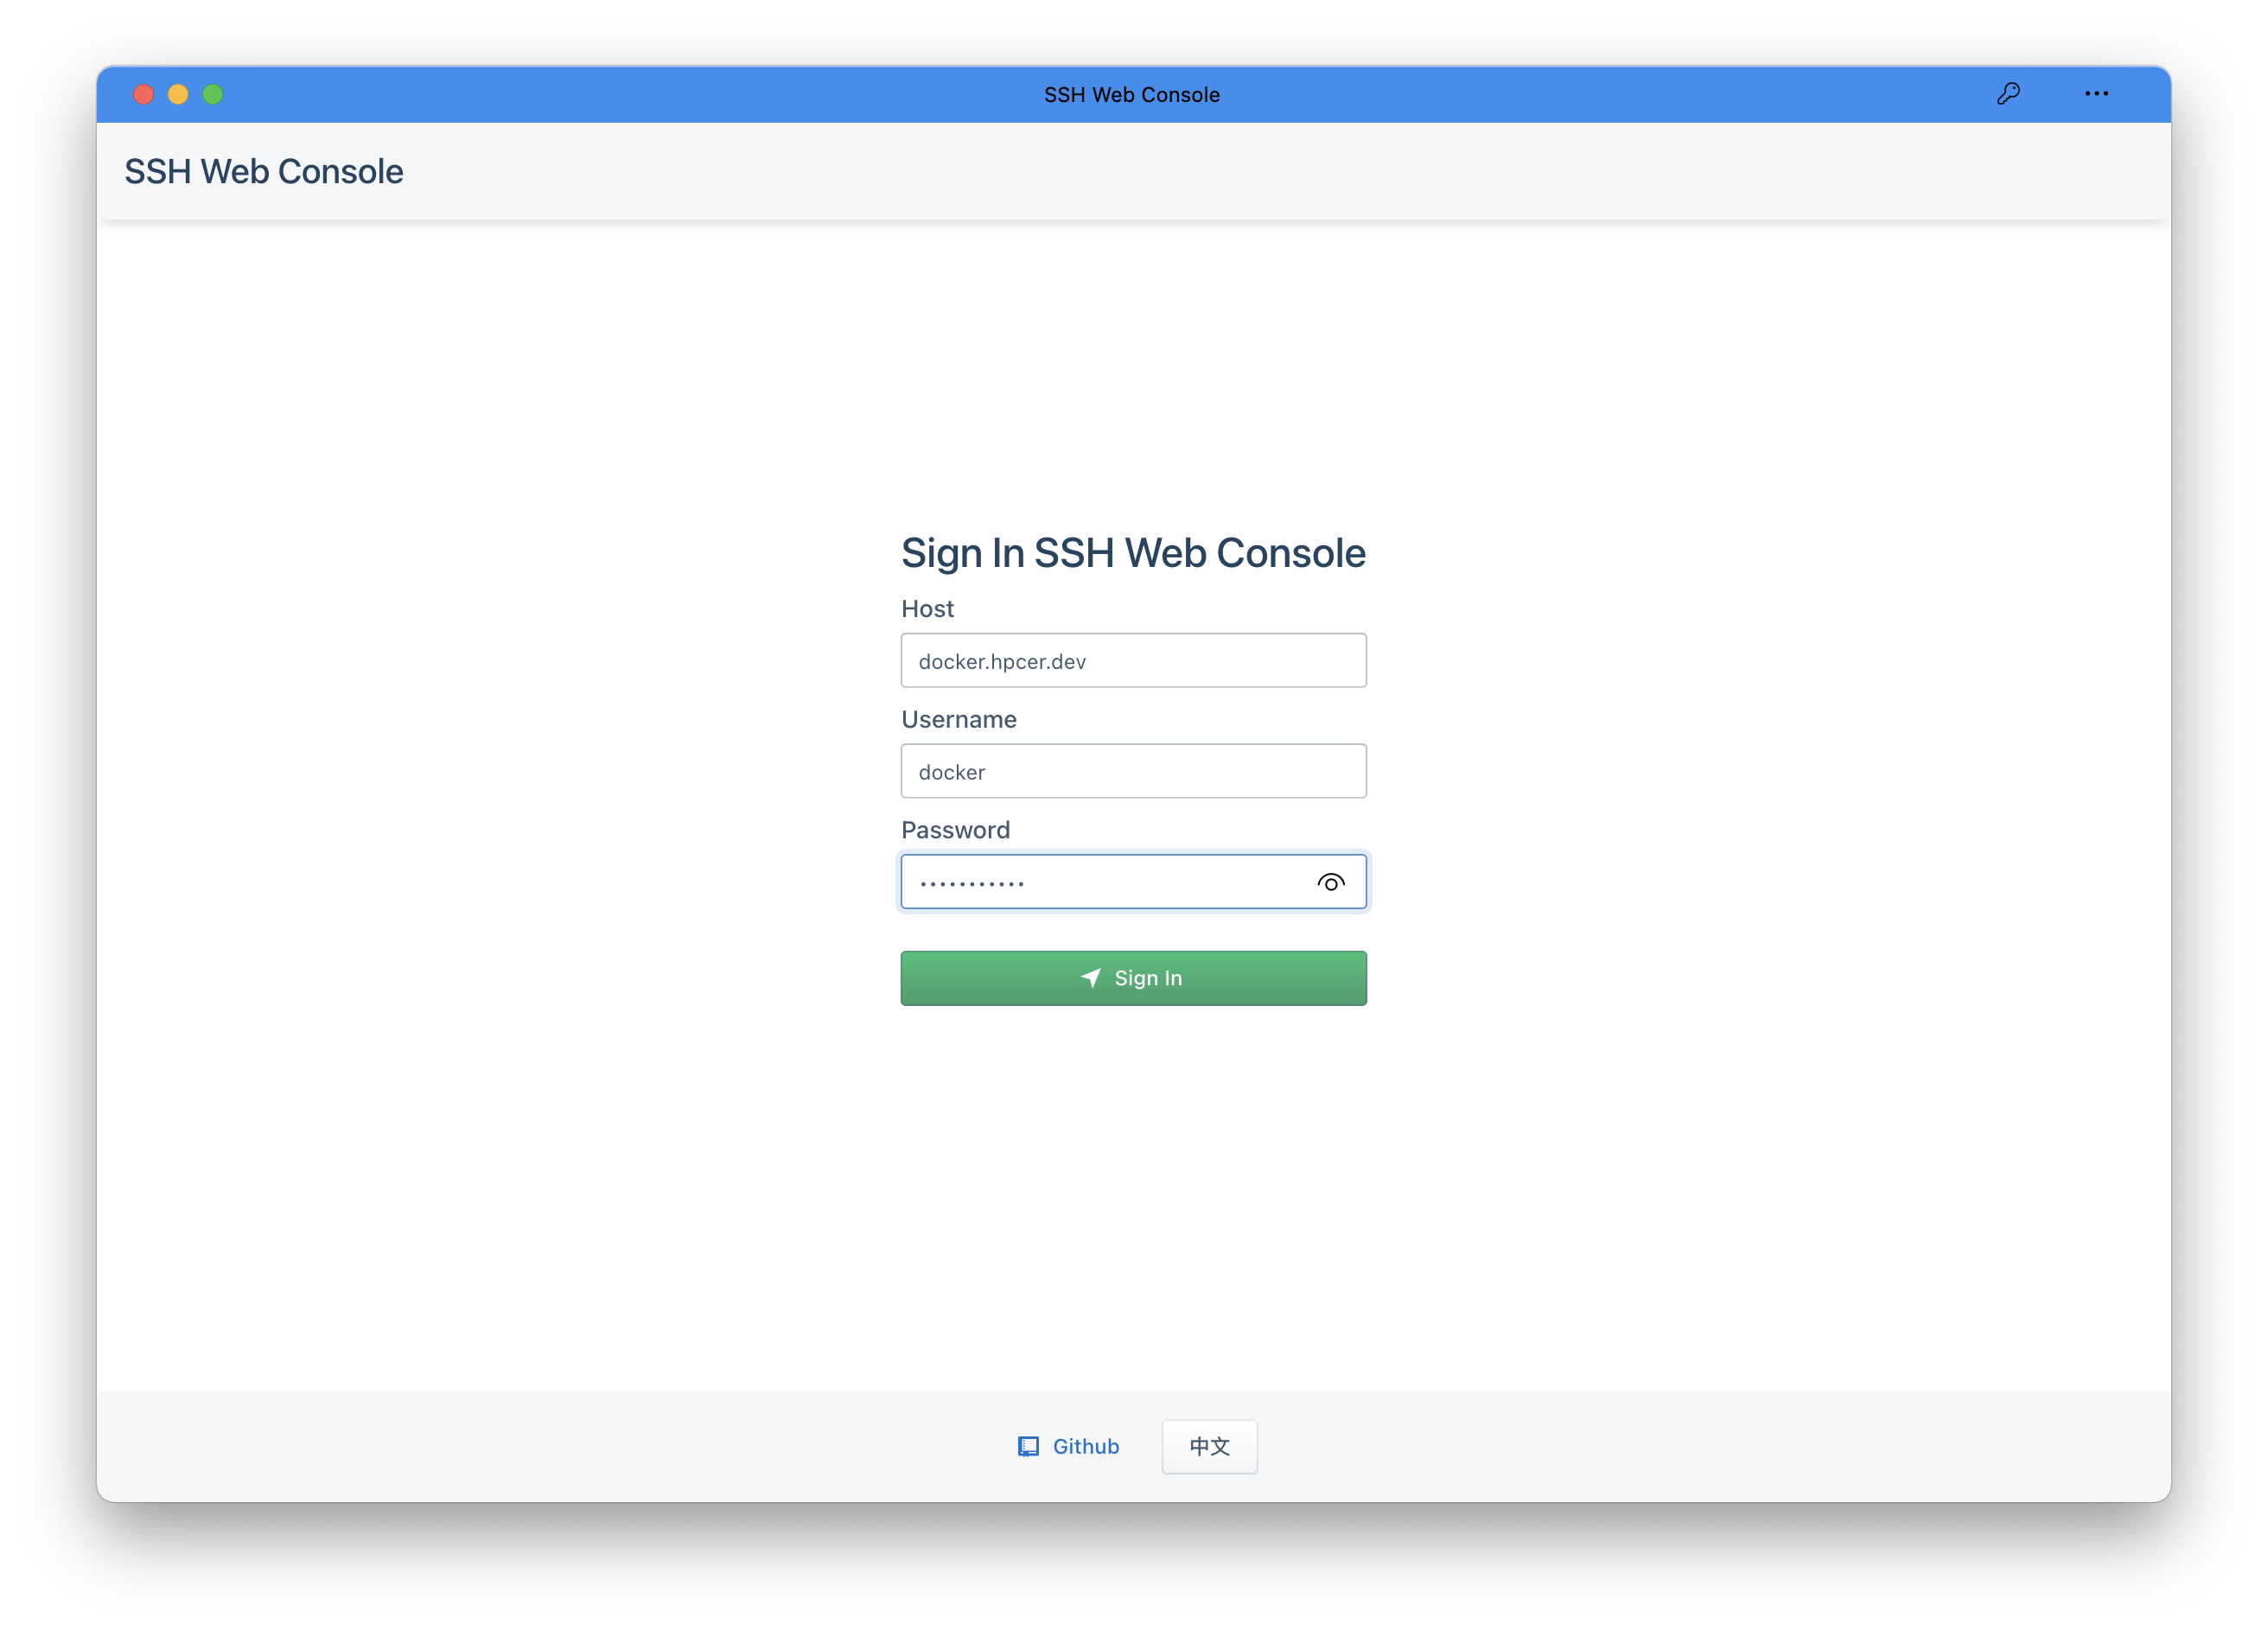 SSH Web Console
SSH Web Console
Sign In SSH Web Console
Host
docker.hpcer.dev
Username
docker
Password
•••••••••••
Sign In
Github
中文